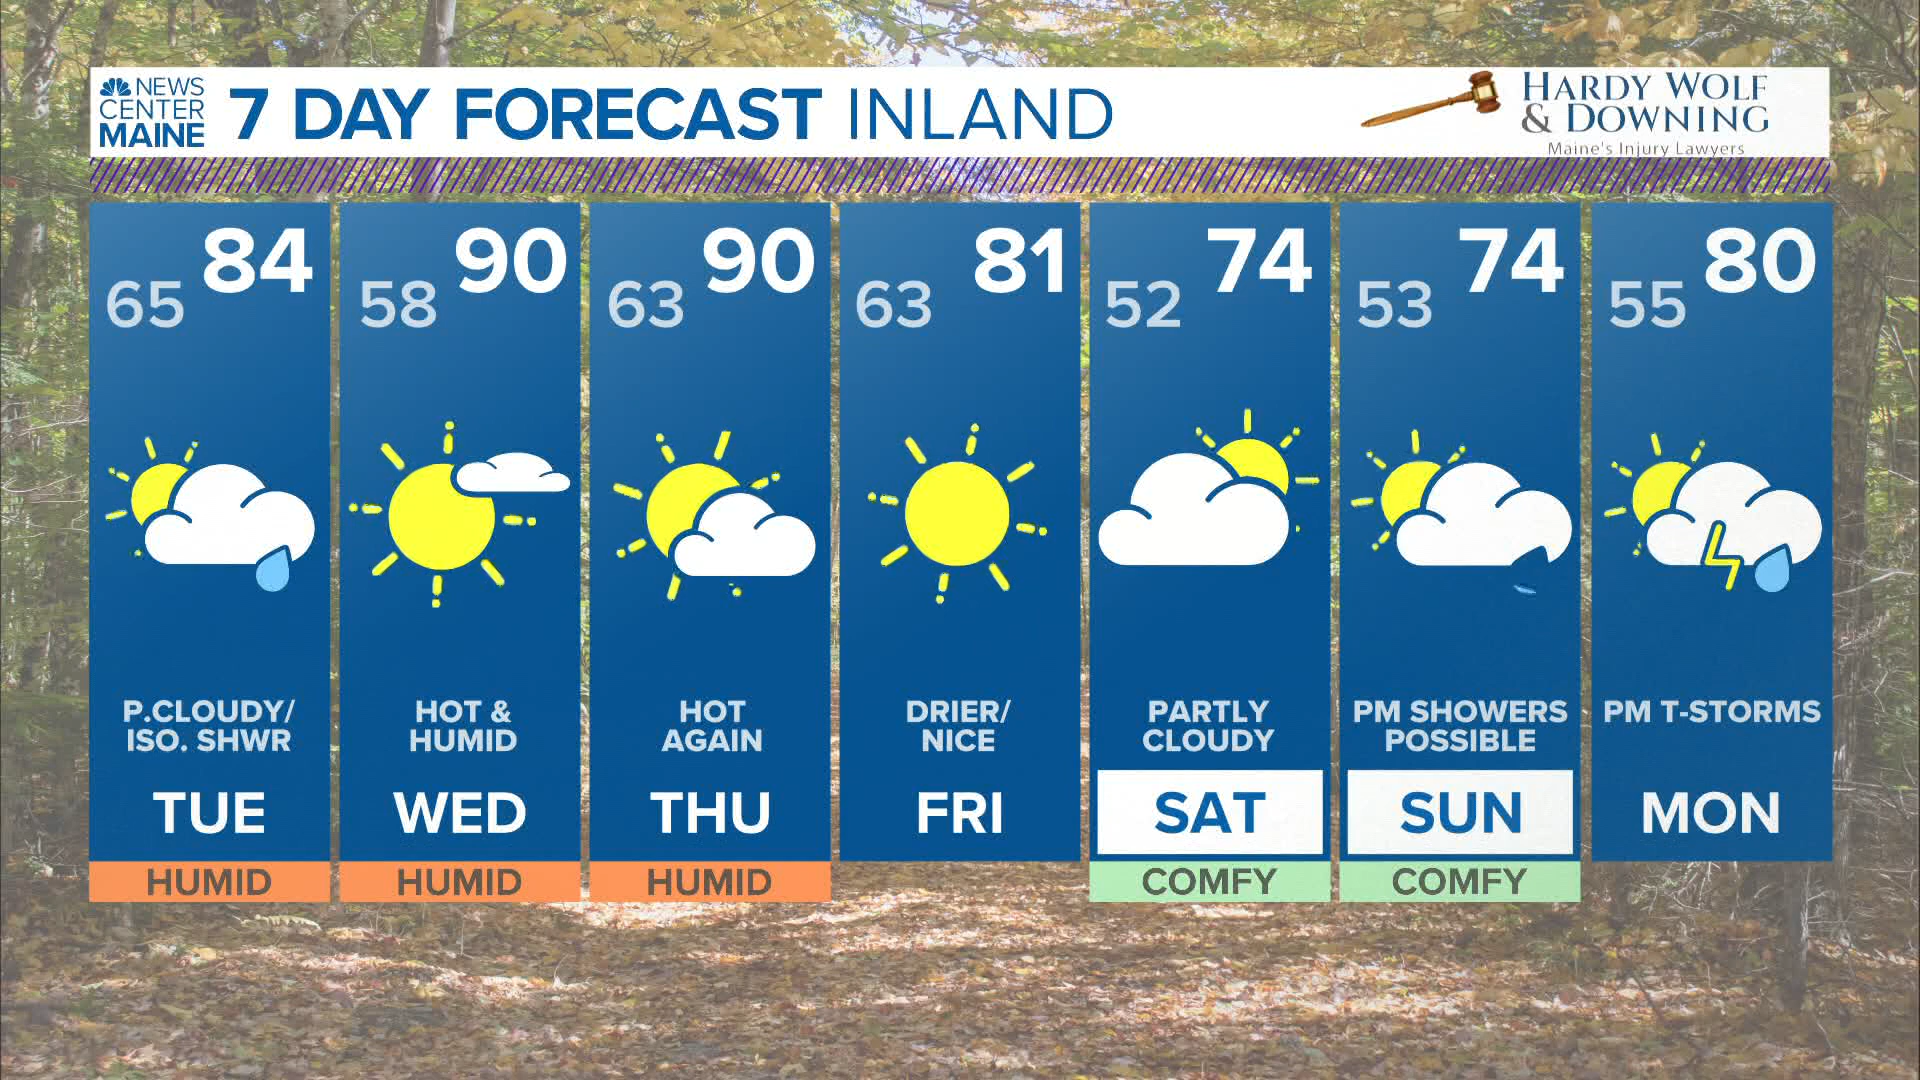 NEWS
CENTER
MAINE
7 DAY FORECAST INLAND
HARDY WOLF
& DOWNING
Maine's Injury Lawyers
65 84
58 90
63 90
63 81
52 74
53 74
55 80
P.CLOUDY/
ISO. SHWR
HOT &
HUMID
HOT
AGAIN
DRIER/
NICE
PARTLY
CLOUDY
PM SHOWERS
POSSIBLE
PM T-STORMS
TUE
WED
THU
FRI
SAT
SUN
MON
HUMID
HUMID
HUMID
COMFY
COMFY